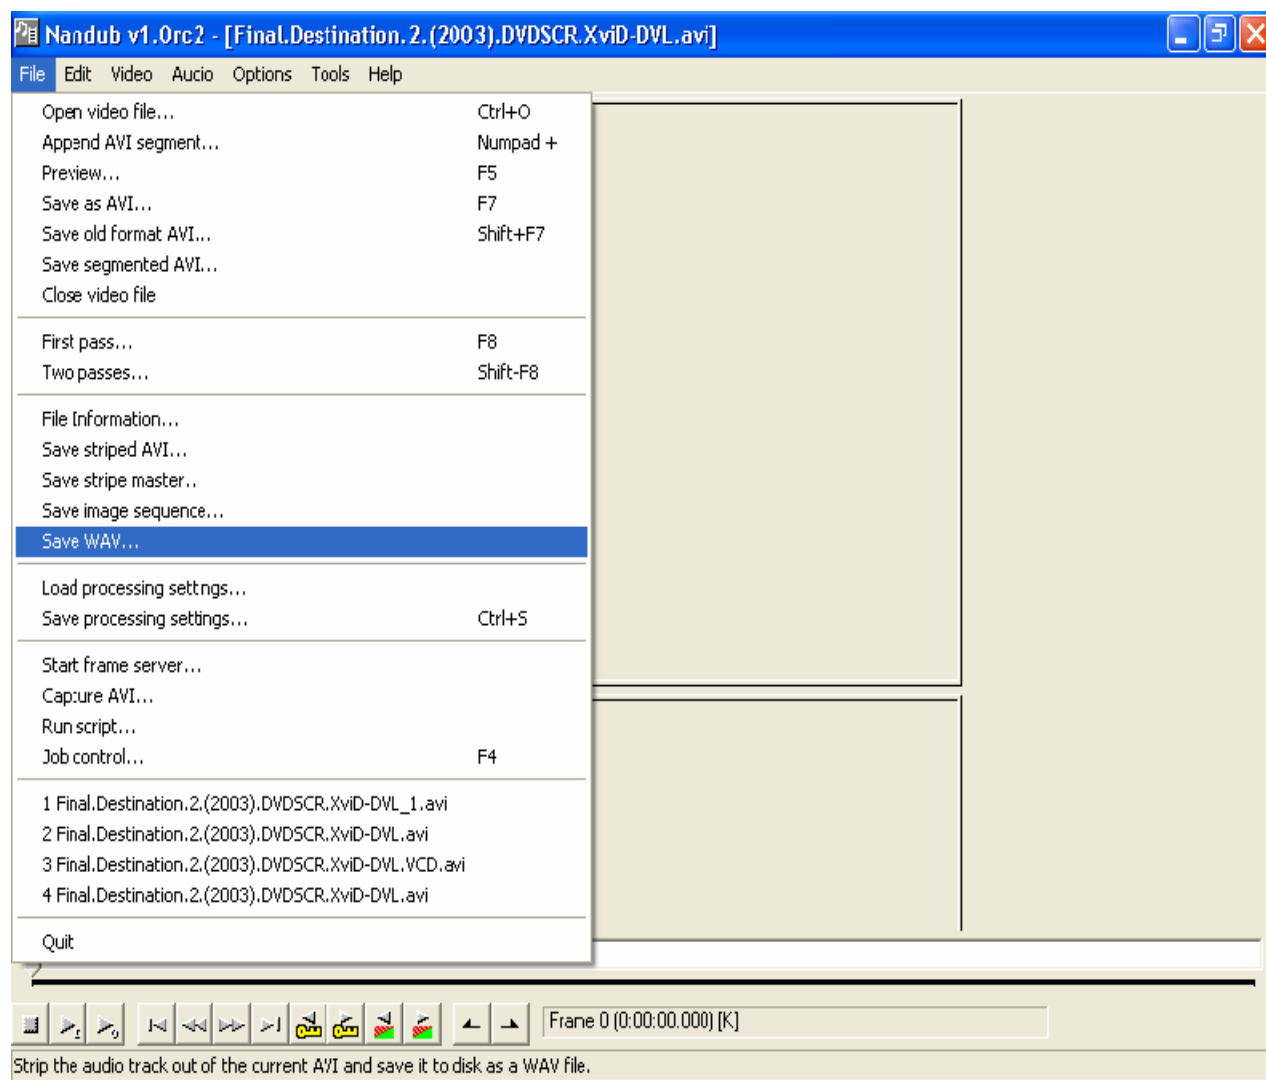 Nandub v1.0rc2 - [Final.Destination.2.(2003).DVDSCR.XviD-DVL.avi]
File Edit Video Aucio Options Tools Help
Open video file... Ctrl+O
Append AVI segment... Numpad +
Preview... F5
Save as AVI... F7
Save old format AVI... Shift+F7
Save segmented AVI...
Close video file
First pass... F8
Two passes... Shift-F8
File Information...
Save striped AVI...
Save stripe master..
Save image sequence...
Save WAV...
Load processing settngs...
Save processing settings... Ctrl+S
Start frame server...
Capture AVI...
Run script...
Job control... F4
1 Final.Destination.2.(2003).DVDSCR.XviD-DVL_1.avi
2 Final.Destination.2.(2003).DVDSCR.XviD-DVL.avi
3 Final.Destination.2.(2003).DVDSCR.XviD-DVL.VCD.avi
4 Final.Destination.2.(2003).DVDSCR.XviD-DVL.avi
Quit
Frame 0 (0:00:00.000) [K]
Strip the audio track out of the current AVI and save it to disk as a WAV file.